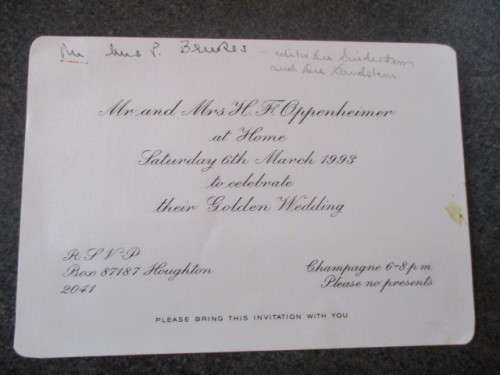 Mr and Mrs H. F. Oppenheimer
at Home
Saturday 6th March 1993
to celebrate
their Golden Wedding
R S V P
Box 87187 Houghton
2041
Champagne 6-8 p m
Please no presents
PLEASE BRING THIS INVITATION WITH YOU